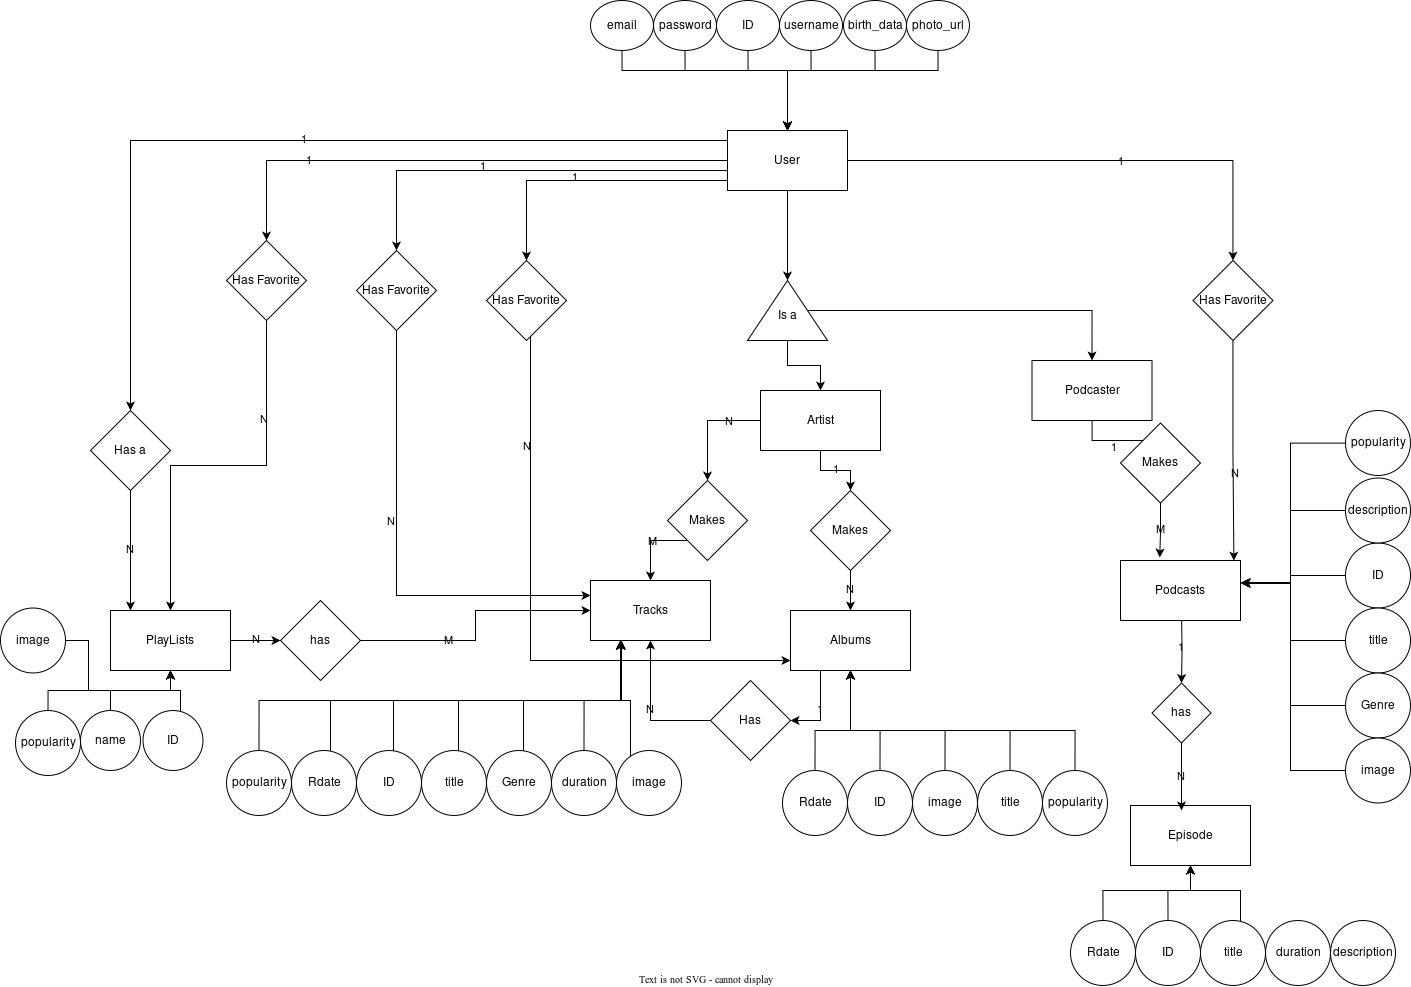 email
password
ID
username
birth_data
photo_url
1
User
1
1
1
1
Has Favorite
Has Favorite
Has Favorite
Has Favorite
Is a
Podcaster
Artist
N
N
1
popularity
N
Has a
Makes
1
N
description
Makes
N
Makes
M
M
N
ID
Podcasts
N
Tracks
image
PlayLists
N
has
M
Albums
title
1
N
1
Has
has
Genre
popularity
name
ID
N
image
popularity
Rdate
ID
title
Genre
duration
image
Rdate
ID
image
title
popularity
Episode
Rdate
ID
title
duration
description
Text is not SVG - cannot display